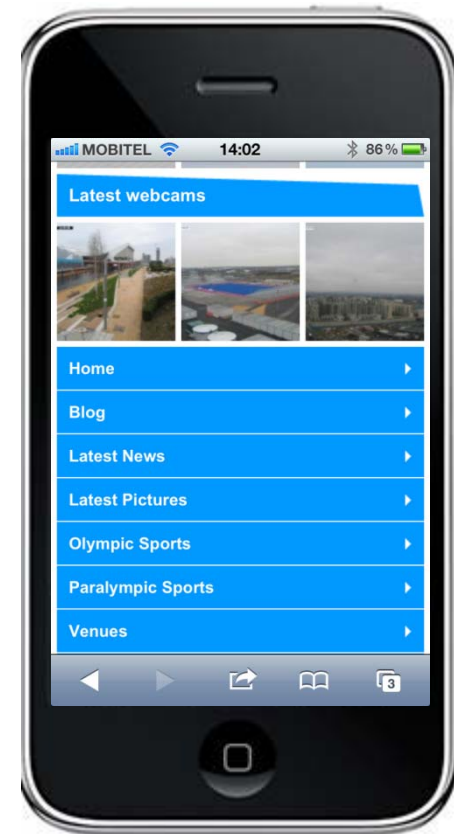 MOBITEL 14:02 86%
Latest webcams
Home
Blog
Latest News
Latest Pictures
Olympic Sports
Paralympic Sports
Venues
3